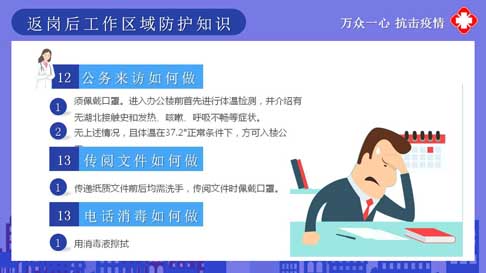 返岗后工作区域防护知识
万众一心 抗击疫情
12 公务来访如何做
1 须佩戴口罩。进入办公楼前首先进行体温检测，并介绍有
无湖北接触史和发热、咳嗽、呼吸不畅等症状。
2 无上述情况，且体温在37.2°正常条件下，方可入楼公
13 传阅文件如何做
1 传递纸质文件前后均需洗手，传阅文件时佩戴口罩。
13 电话消毒如何做
1 用消毒液擦拭